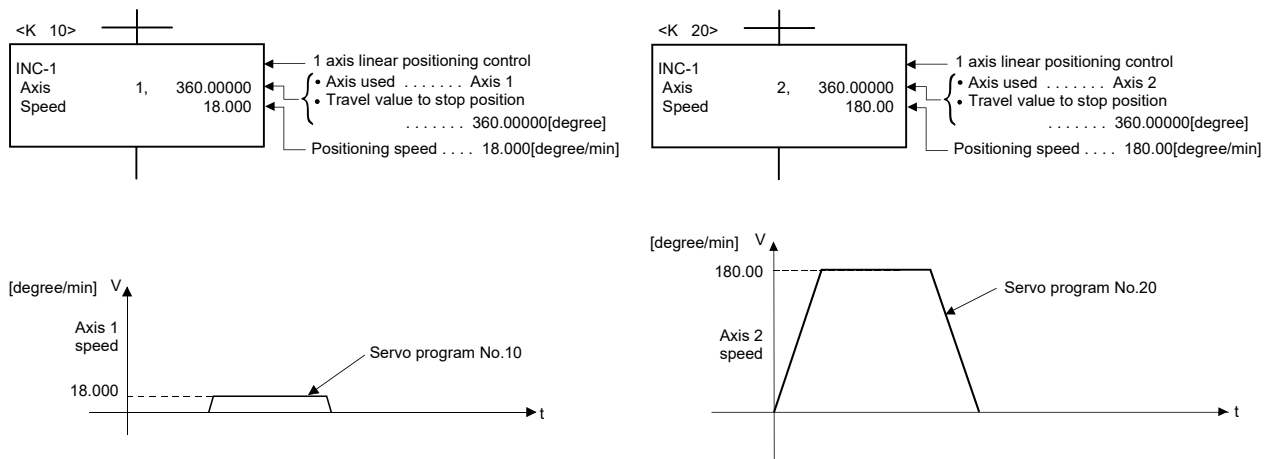 <K 10>
INC-1
Axis 1, 360.00000
Speed 18.000
1 axis linear positioning control
• Axis used . . . . . . . Axis 1
• Travel value to stop position
. . . . . . . 360.00000[degree]
Positioning speed . . . . 18.000[degree/min]
<K 20>
INC-1
Axis 2, 360.00000
Speed 180.00
1 axis linear positioning control
• Axis used . . . . . . . Axis 2
• Travel value to stop position
. . . . . . . 360.00000[degree]
Positioning speed . . . . 180.00[degree/min]
[degree/min] V
Axis 1
speed
18.000
Servo program No.10
t
[degree/min] V
180.00
Axis 2
speed
Servo program No.20
t